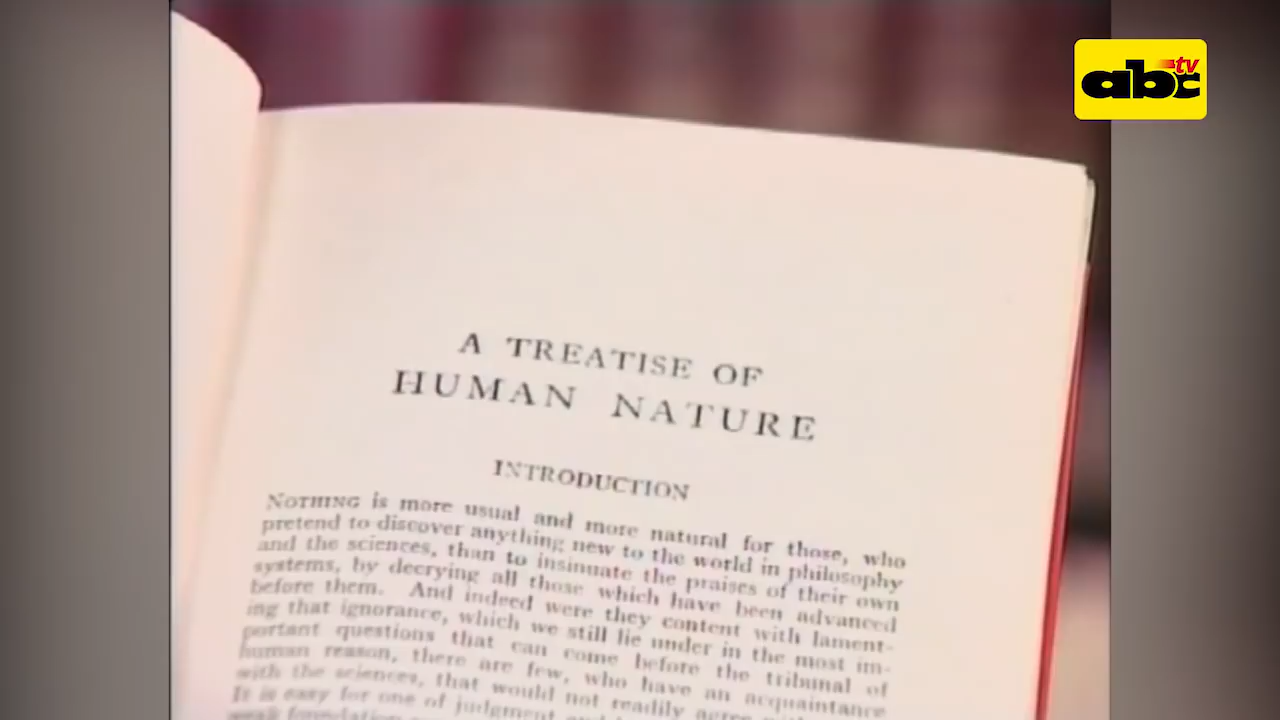 abc tv
A TREATISE OF
HUMAN NATURE
INTRODUCTION
NOTHING is more usual and more natural for those, who
pretend to discover anything new to the world in philosophy
and the sciences, than to insinuate the praises of their own
systems, by decrying all those which have been advanced
before them. And indeed were they content with lament-
ing that ignorance, which we still lie under in the most im-
portant questions that can come before the tribunal of
human reason, there are few, who have an acquaintance
with the sciences, that would not readily agree
It is easy for one of judgment and
weak foundation